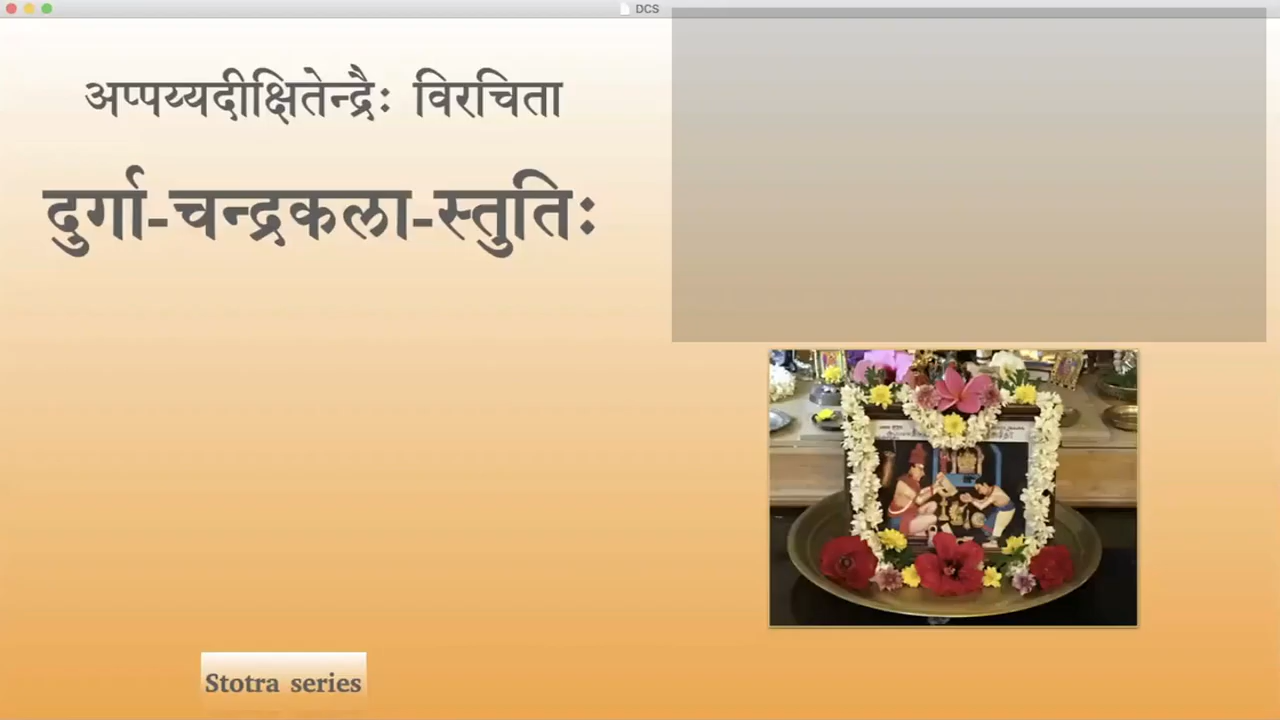 DCS
अप्पय्यदीक्षितेन्द्रैः विरचिता
दुर्गा-चन्द्रकला-स्तुतिः
Stotra series